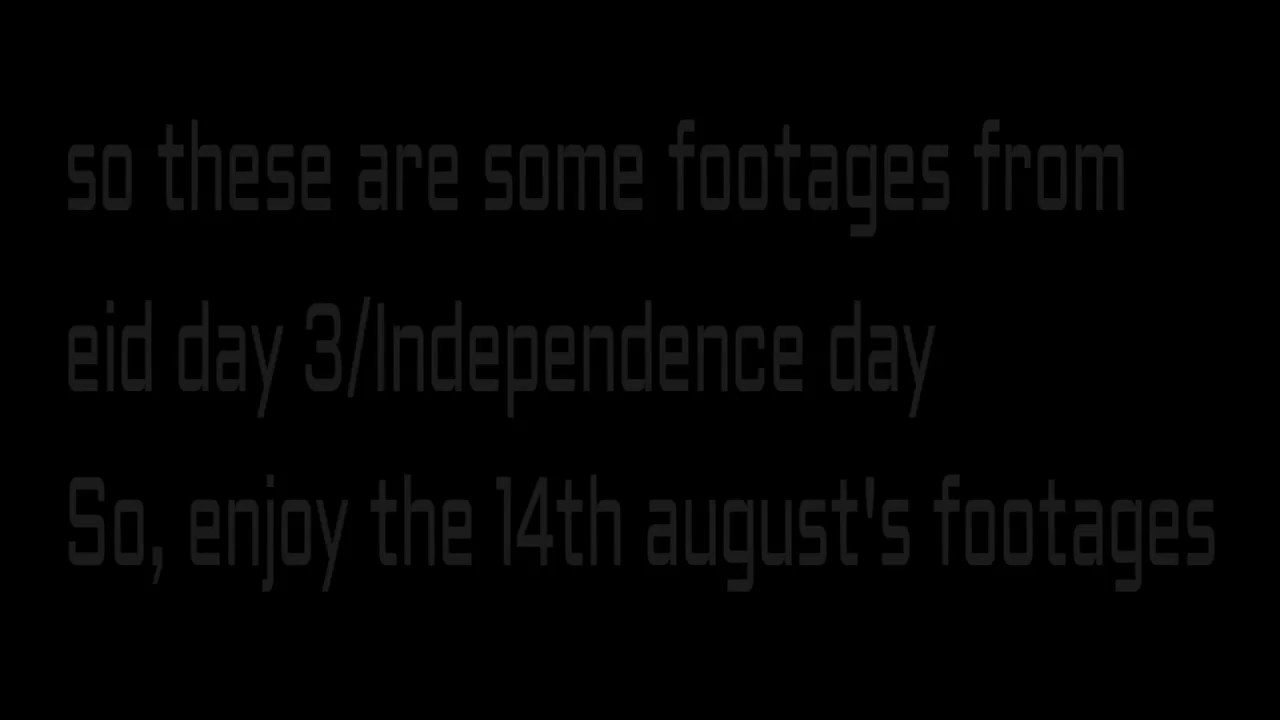 so these are some footages from
eid day 3/Independence day
So, enjoy the 14th august's footages